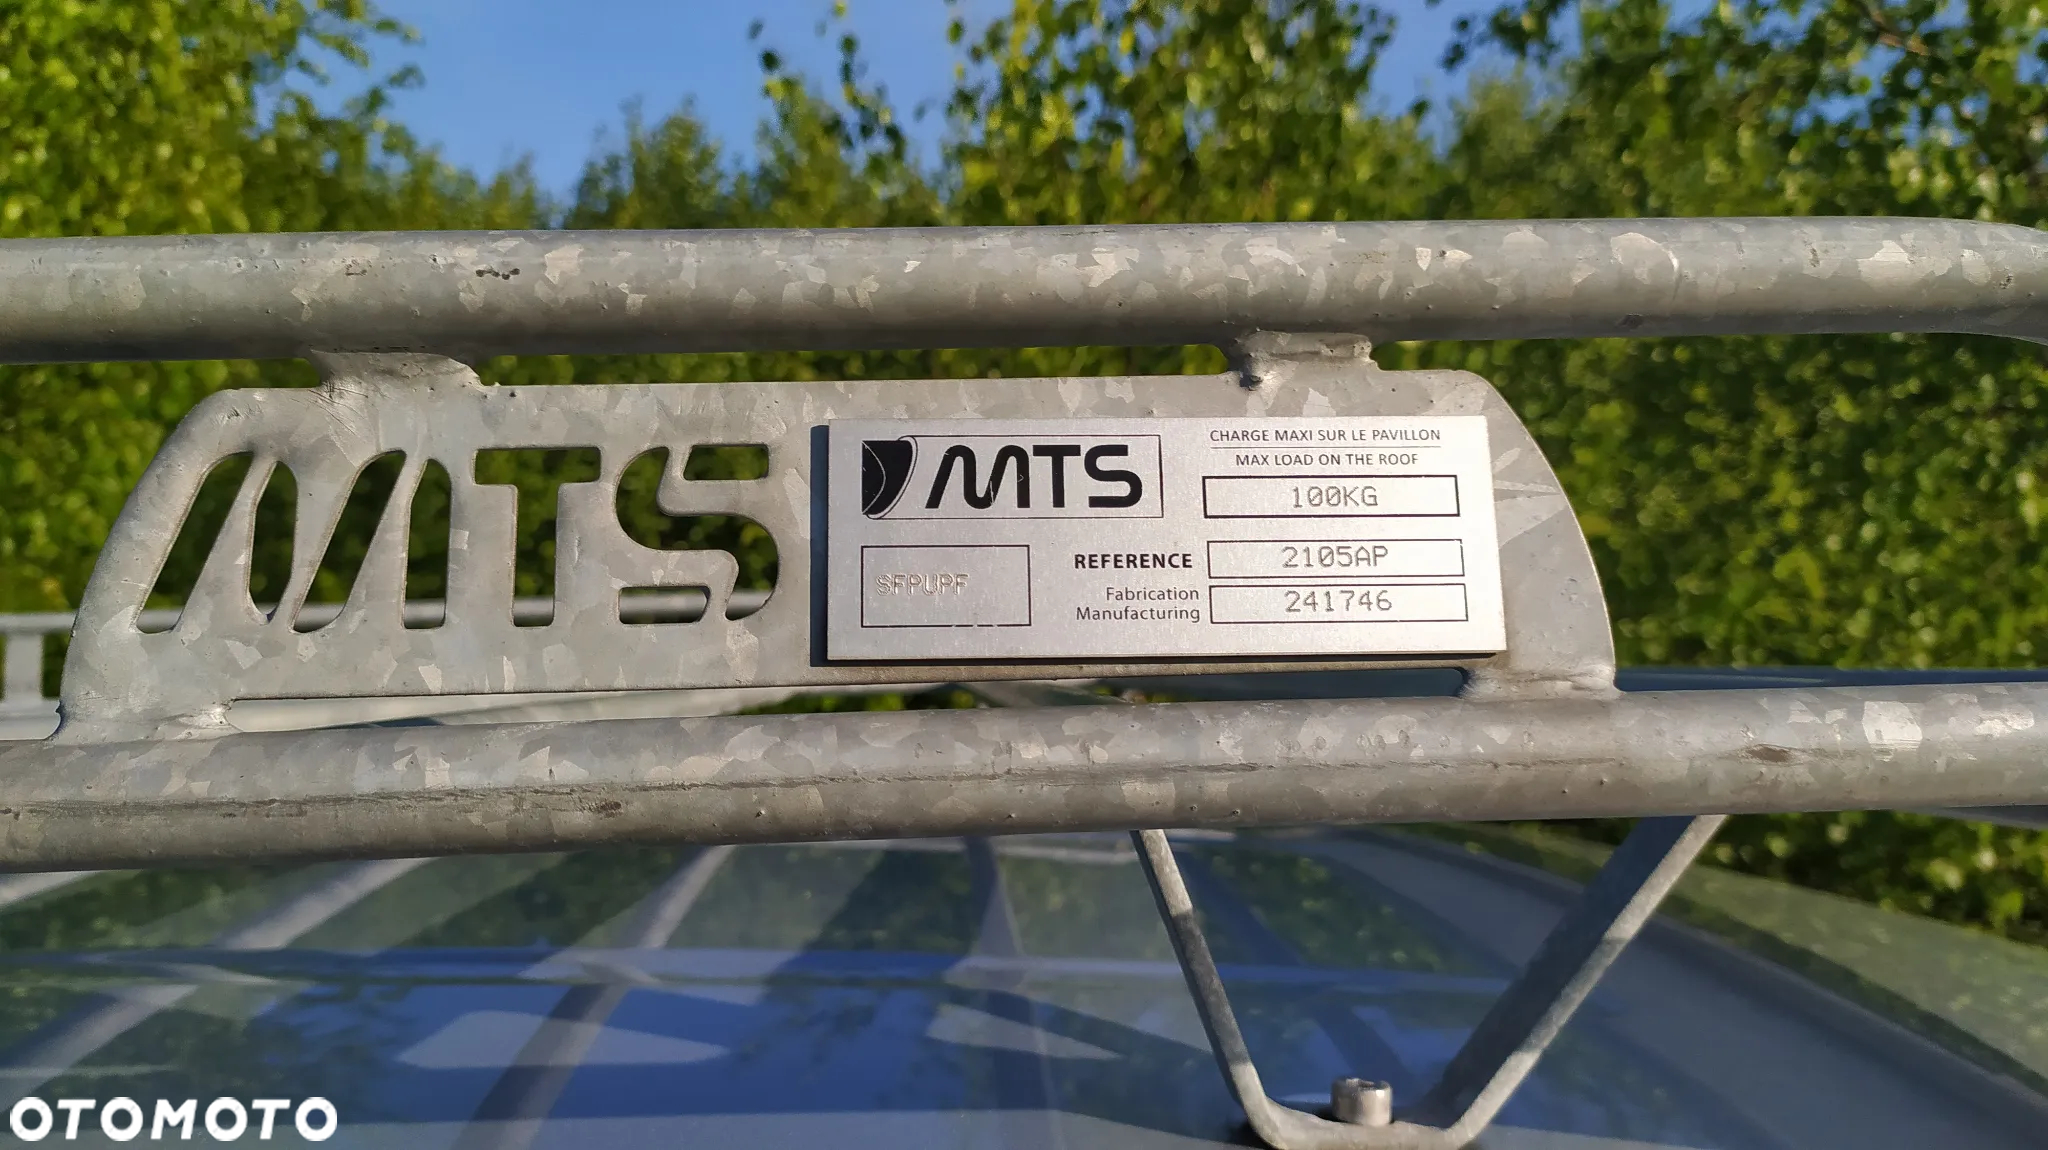 MTS
MTS
CHARGE MAXI SUR LE PAVILLON
MAX LOAD ON THE ROOF
100KG
SFPUPF
REFERENCE 2105AP
Fabrication
Manufacturing 241746
OTOMOTO